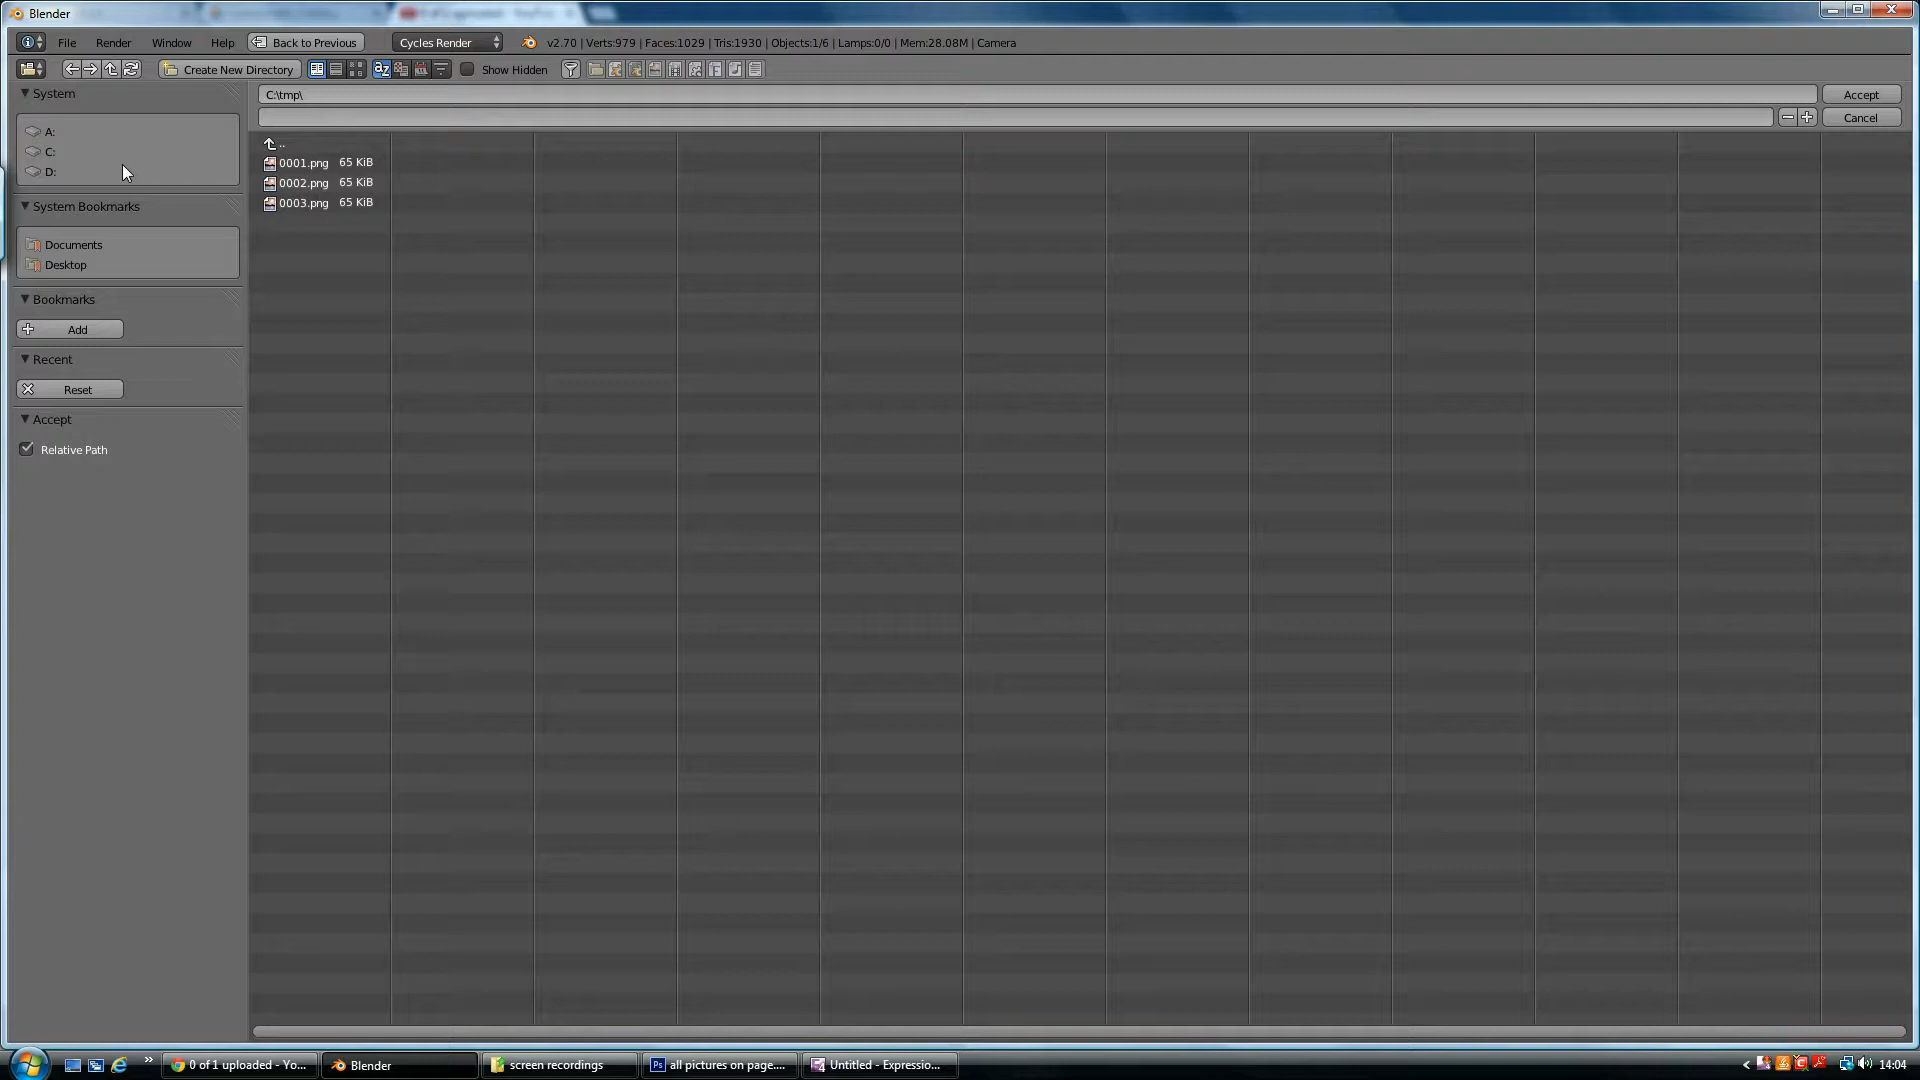 Blender
File Render Window Help Back to Previous Cycles Render v2.70 | Verts:979 | Faces:1029 | Tris:1930 | Objects:1/6 | Lamps:0/0 | Mem:28.08M | Camera
Create New Directory Show Hidden
System
A:
C:
D:
System Bookmarks
Documents
Desktop
Bookmarks
Add
Recent
Reset
Accept
Relative Path
C:\tmp\ Accept
Cancel
..
0001.png 65 KiB
0002.png 65 KiB
0003.png 65 KiB
0 of 1 uploaded - Yo... Blender screen recordings all pictures on page.... Untitled - Expressio... 14:04